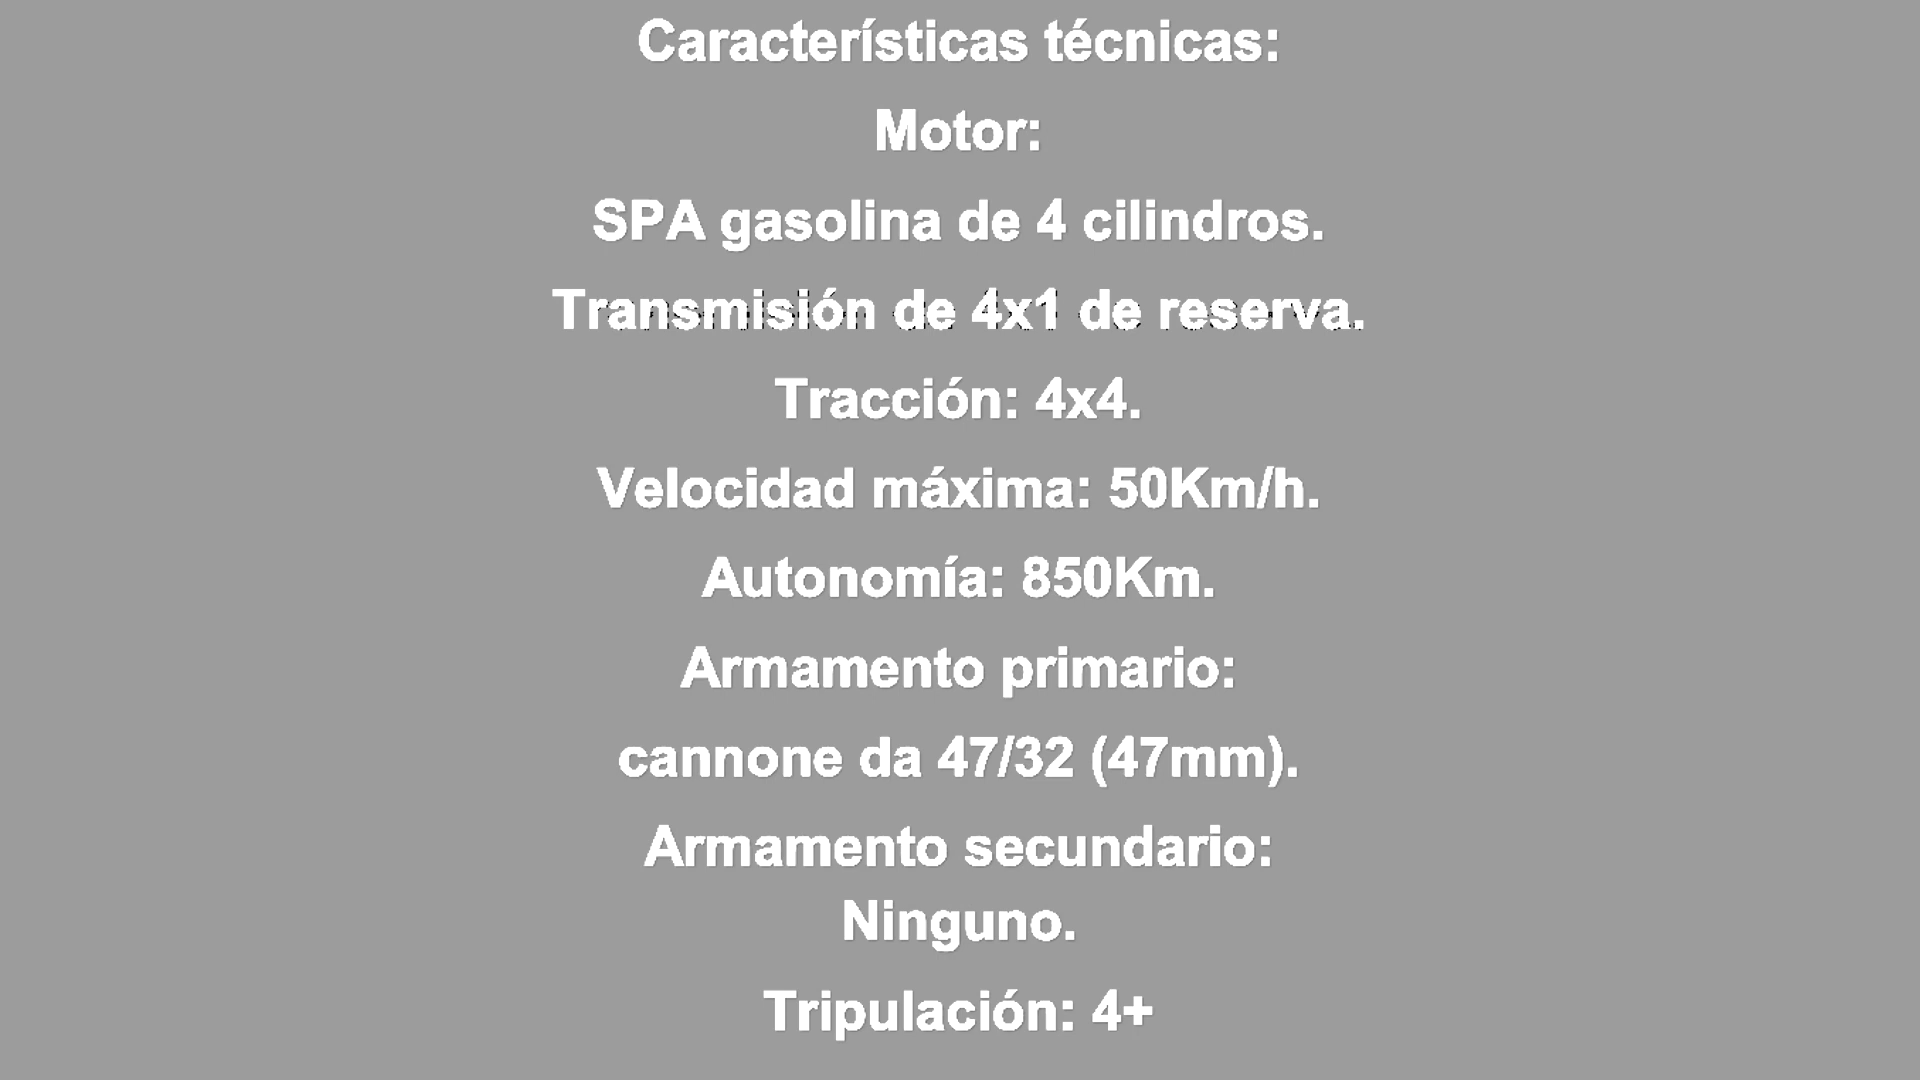 Características técnicas:
Motor:
SPA gasolina de 4 cilindros.
Transmisión de 4x1 de reserva.
Tracción: 4x4.
Velocidad máxima: 50Km/h.
Autonomía: 850Km.
Armamento primario:
cannone da 47/32 (47mm).
Armamento secundario:
Ninguno.
Tripulación: 4+